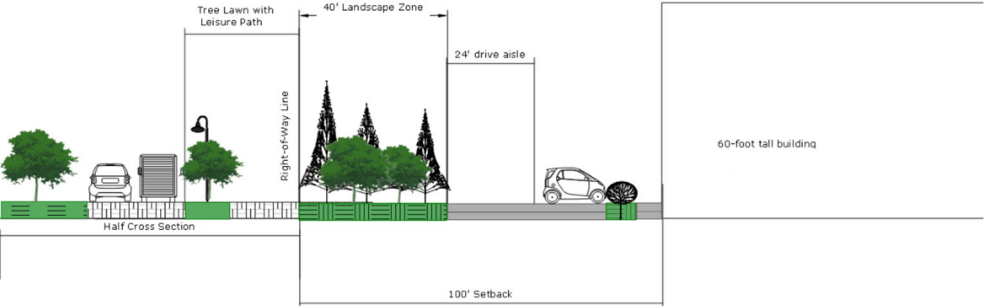 Tree Lawn with
Leisure Path
40' Landscape Zone
24' drive aisle
Right-of-Way Line
60-foot tall building
Half Cross Section
100' Setback